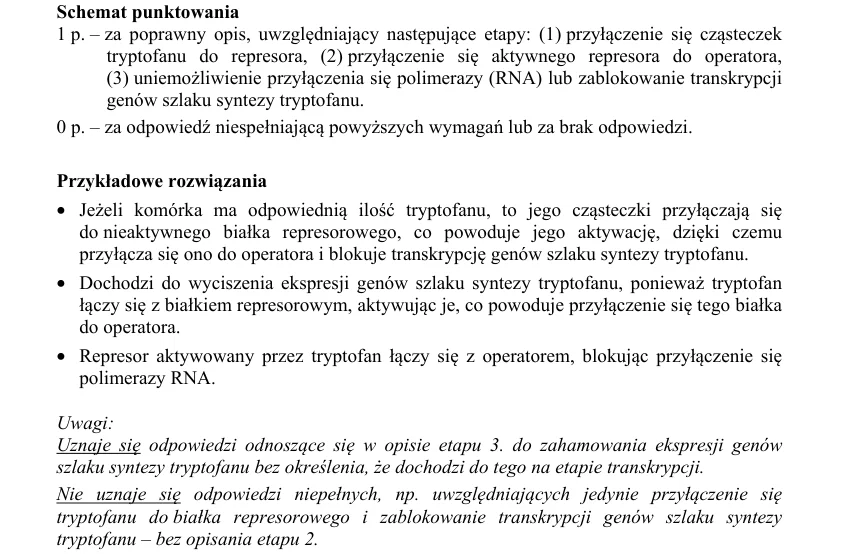 Schemat punktowania
1 p. – za poprawny opis, uwzględniający następujące etapy: (1) przyłączenie się cząsteczek
tryptofanu do represora, (2) przyłączenie się aktywnego represora do operatora,
(3) uniemożliwienie przyłączenia się polimerazy (RNA) lub zablokowanie transkrypcji
genów szlaku syntezy tryptofanu.
0 p. – za odpowiedź niespełniającą powyższych wymagań lub za brak odpowiedzi.
Przykładowe rozwiązania
• Jeżeli komórka ma odpowiednią ilość tryptofanu, to jego cząsteczki przyłączają się
do nieaktywnego białka represorowego, co powoduje jego aktywację, dzięki czemu
przyłącza się ono do operatora i blokuje transkrypcję genów szlaku syntezy tryptofanu.
• Dochodzi do wyciszenia ekspresji genów szlaku syntezy tryptofanu, ponieważ tryptofan
łączy się z białkiem represorowym, aktywując je, co powoduje przyłączenie się tego białka
do operatora.
• Represor aktywowany przez tryptofan łączy się z operatorem, blokując przyłączenie się
polimerazy RNA.
Uwagi:
Uznaje się odpowiedzi odnoszące się w opisie etapu 3. do zahamowania ekspresji genów
szlaku syntezy tryptofanu bez określenia, że dochodzi do tego na etapie transkrypcji.
Nie uznaje się odpowiedzi niepełnych, np. uwzględniających jedynie przyłączenie się
tryptofanu do białka represorowego i zablokowanie transkrypcji genów szlaku syntezy
tryptofanu – bez opisania etapu 2.